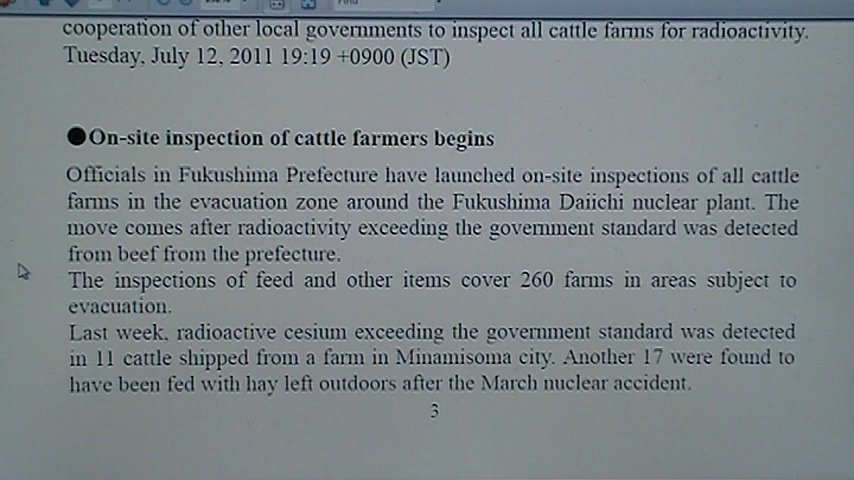 cooperation of other local governments to inspect all cattle farms for radioactivity.
Tuesday, July 12, 2011 19:19 +0900 (JST)
●On-site inspection of cattle farmers begins
Officials in Fukushima Prefecture have launched on-site inspections of all cattle
farms in the evacuation zone around the Fukushima Daiichi nuclear plant. The
move comes after radioactivity exceeding the government standard was detected
from beef from the prefecture.
The inspections of feed and other items cover 260 farms in areas subject to
evacuation.
Last week, radioactive cesium exceeding the government standard was detected
in 11 cattle shipped from a farm in Minamisoma city. Another 17 were found to
have been fed with hay left outdoors after the March nuclear accident.
3